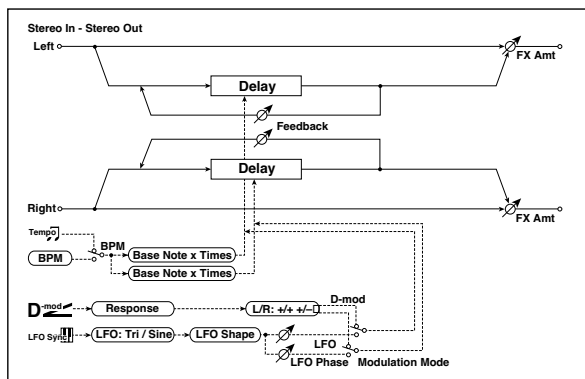 Stereo In - Stereo Out
Left
FX Amt
Delay
Feedback
Delay
Right
FX Amt
Tempo
BPM
BPM
Base Note x Times
Base Note x Times
D-mod
D-mod
Response
L/R: +/+ +/–
LFO Sync
LFO: Tri / Sine
LFO Shape
LFO
LFO Phase
Modulation Mode